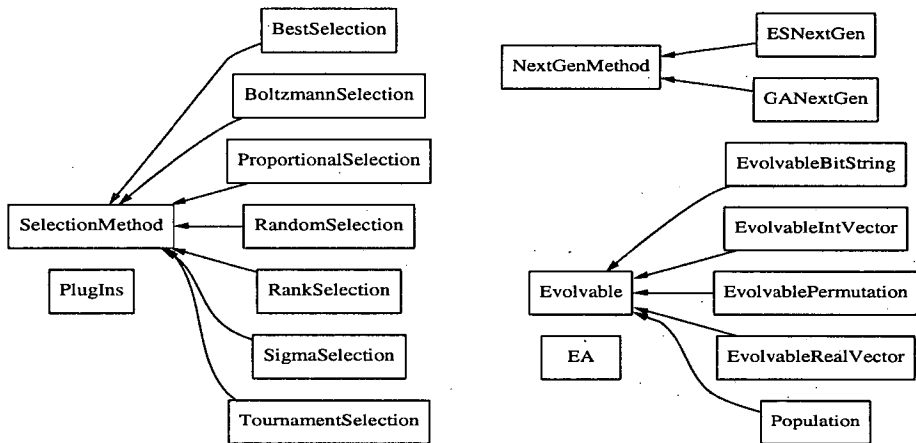 BestSelection
BoltzmannSelection
ProportionalSelection
SelectionMethod
RandomSelection
PlugIns
RankSelection
SigmaSelection
TournamentSelection
NextGenMethod
ESNextGen
GANextGen
EvolvableBitString
EvolvableIntVector
Evolvable
EvolvablePermutation
EA
EvolvableRealVector
Population